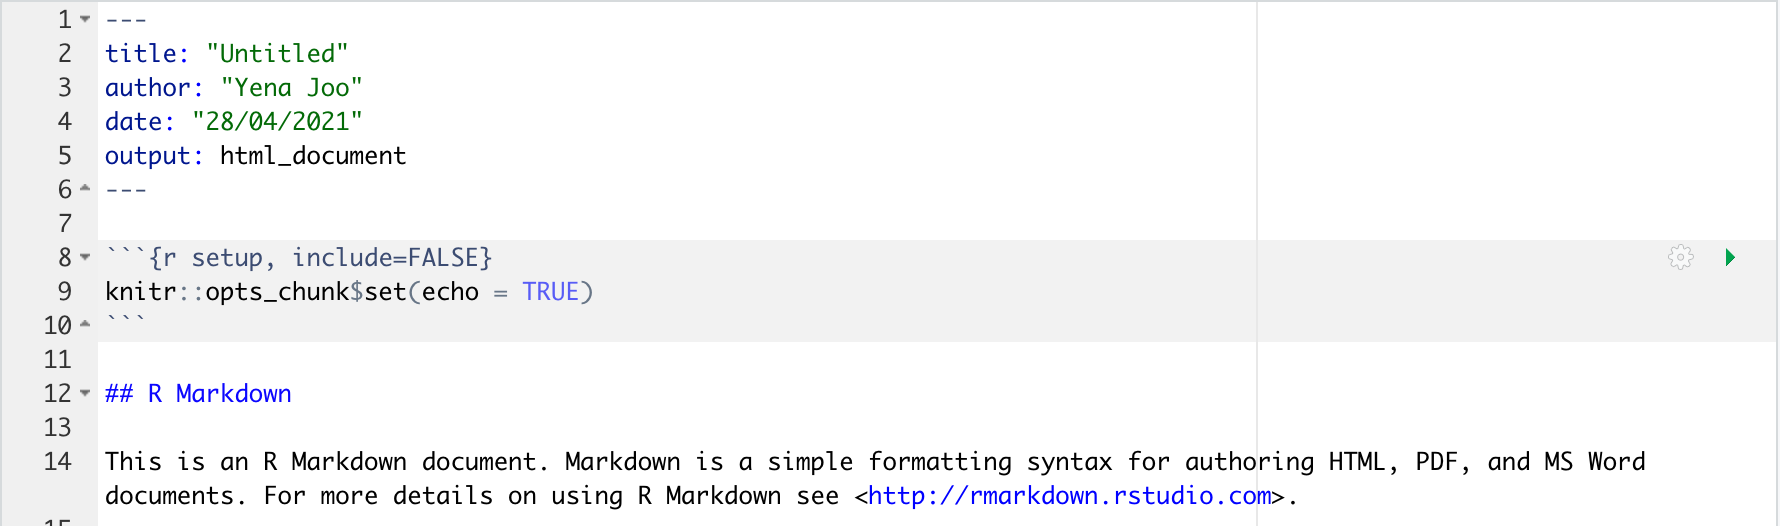 1 ---
2 title: "Untitled"
3 author: "Yena Joo"
4 date: "28/04/2021"
5 output: html_document
6 ---
7
8 ```{r setup, include=FALSE}
9 knitr::opts_chunk$set(echo = TRUE)
10 ```
11
12 ## R Markdown
13
14 This is an R Markdown document. Markdown is a simple formatting syntax for authoring HTML, PDF, and MS Word
documents. For more details on using R Markdown see <http://rmarkdown.rstudio.com>.